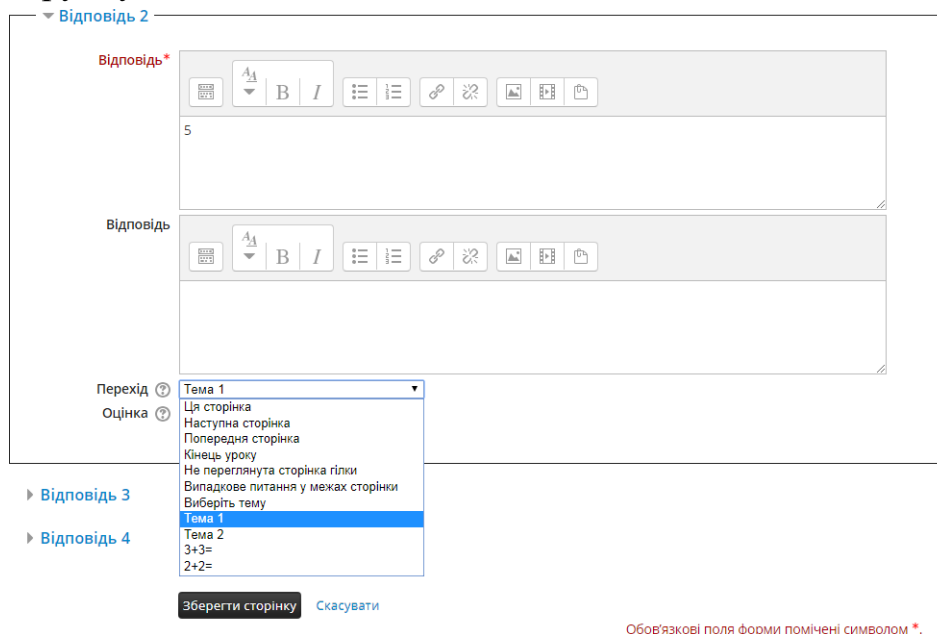 Відповідь 2
Відповідь*
B I
5
Відповідь
B I
Перехід
Тема 1
Ця сторінка
Оцінка
Наступна сторінка
Попередня сторінка
Кінець уроку
Не переглянута сторінка гілки
Випадкове питання у межах сторінки
Виберіть тему
Тема 1
Тема 2
3+3=
2+2=
Відповідь 3
Відповідь 4
Зберегти сторінку Скасувати
Обов'язкові поля форми помічені символом *.